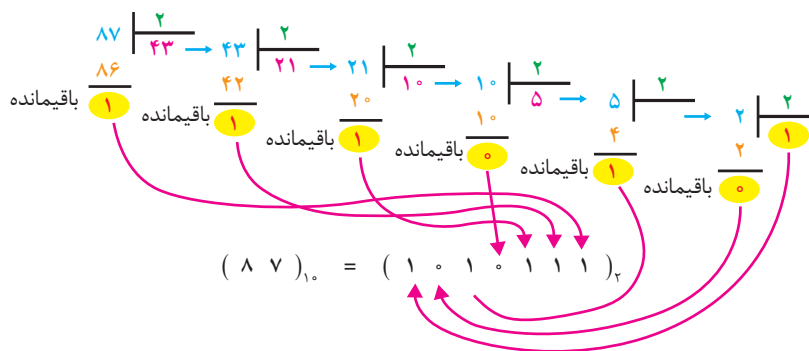 ۸۷ ۲ ۴۳ ۴۳ ۲ ۲۱ ۲۱ ۲ ۱۰ ۱۰ ۲ ۵ ۵ ۲ ۲ ۲ ۱
۸۶ ۴۲ ۲۰ ۱۰ ۴ ۲
باقیمانده ۱
باقیمانده ۱
باقیمانده ۱
باقیمانده ۰
باقیمانده ۱
باقیمانده ۰
(۸۷)۱۰ = (۱۰۱۰۱۱۱)۲